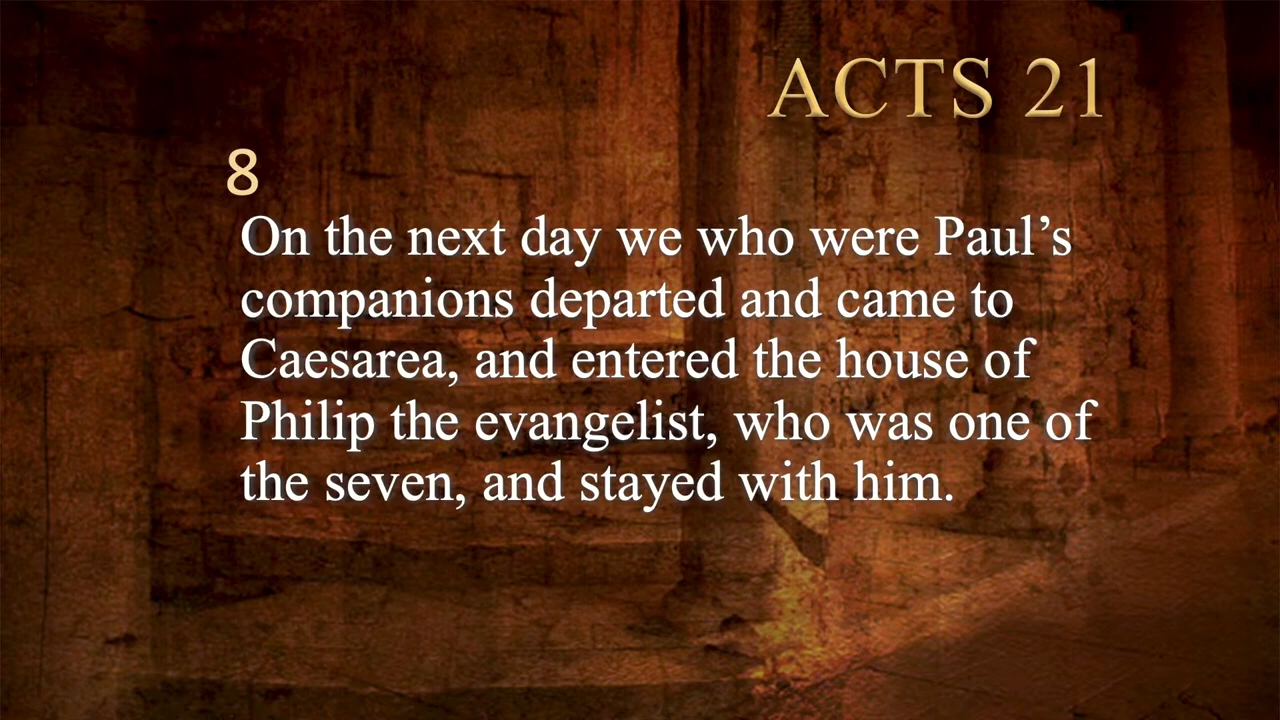 ACTS 21
8
On the next day we who were Paul’s
companions departed and came to
Caesarea, and entered the house of
Philip the evangelist, who was one of
the seven, and stayed with him.